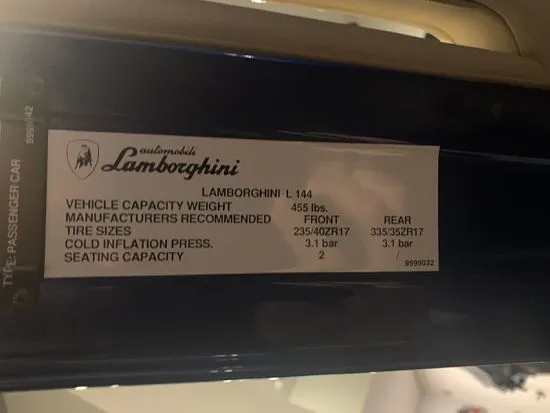 automobili
Lamborghini
LAMBORGHINI L 144
VEHICLE CAPACITY WEIGHT 455 lbs.
MANUFACTURERS RECOMMENDED FRONT REAR
TIRE SIZES 235/40ZR17 335/35ZR17
COLD INFLATION PRESS. 3.1 bar 3.1 bar
SEATING CAPACITY 2 /
9999032
TYPE: PASSENGER CAR